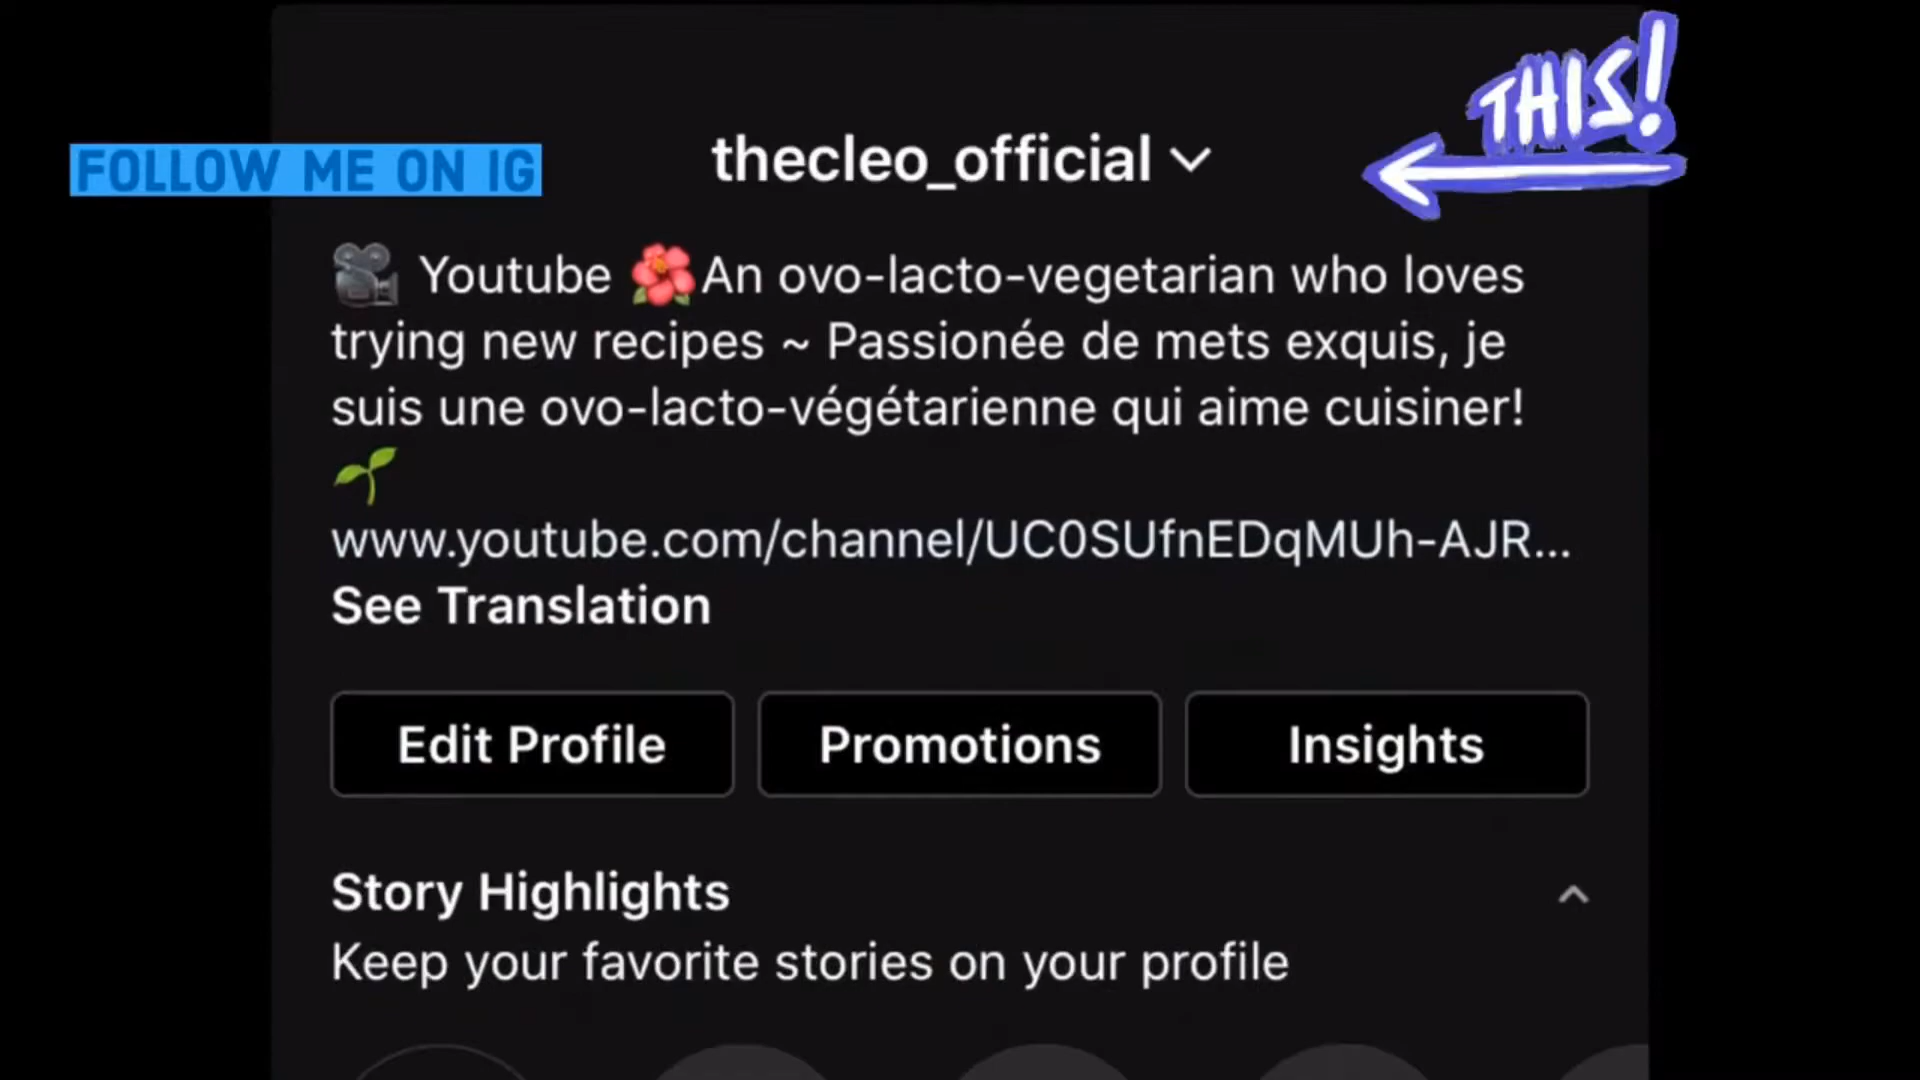 THIS!
FOLLOW ME ON IG
thecleo_official
Youtube An ovo-lacto-vegetarian who loves
trying new recipes ~ Passionée de mets exquis, je
suis une ovo-lacto-végétarienne qui aime cuisiner!
www.youtube.com/channel/UC0SUfnEDqMUh-AJR...
See Translation
Edit Profile
Promotions
Insights
Story Highlights
Keep your favorite stories on your profile